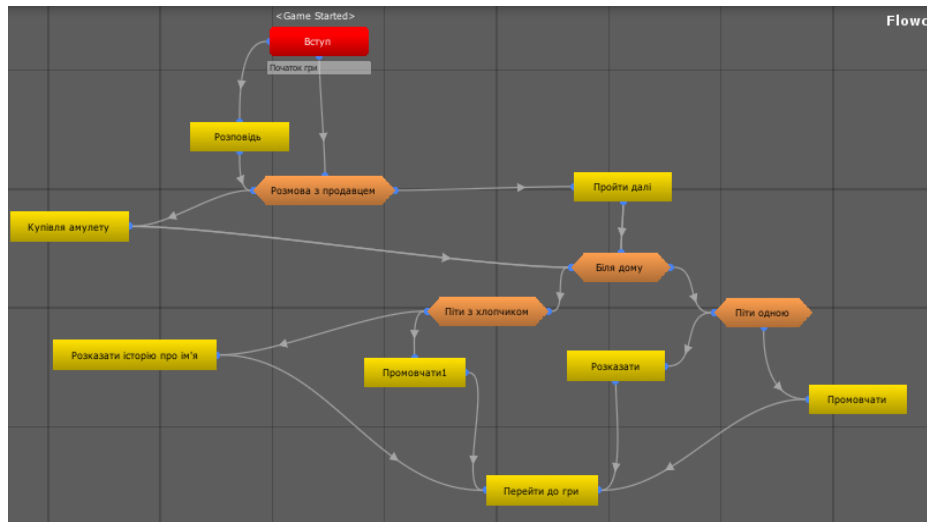 <Game Started>
Flowc
Вступ
Початок гри
Розповідь
Розмова з продавцем
Пройти далі
Купівля амулету
Біля дому
Піти з хлопчиком
Піти одною
Розказати історію про ім'я
Промовчати1
Розказати
Промовчати
Перейти до гри